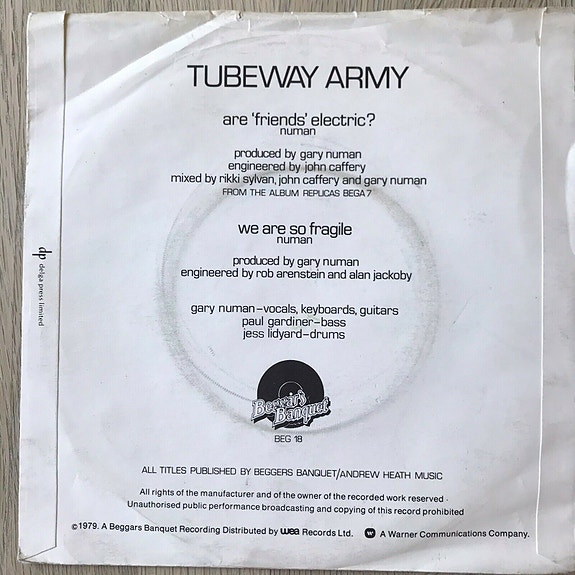 TUBEWAY ARMY
are 'friends' electric?
numan
produced by gary numan
engineered by john caffery
mixed by rikki sylvan, john caffery and gary numan
FROM THE ALBUM REPLICAS BEGA 7
we are so fragile
numan
produced by gary numan
engineered by rob arenstein and alan jackoby
gary numan–vocals, keyboards, guitars
paul gardiner–bass
jess lidyard–drums
dp delga press limited
Beggar's
Banquet
BEG 18
ALL TITLES PUBLISHED BY BEGGERS BANQUET/ANDREW HEATH MUSIC
All rights of the manufacturer and of the owner of the recorded work reserved.
Unauthorised public performance broadcasting and copying of this record prohibited
©1979. A Beggars Banquet Recording Distributed by wea Records Ltd. W A Warner Communications Company.